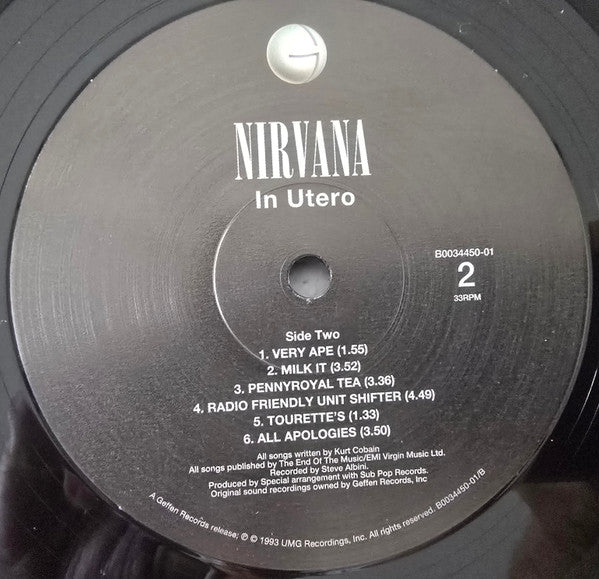 NIRVANA
In Utero
B0034450-01
2
33RPM
Side Two
1. VERY APE (1.55)
2. MILK IT (3.52)
3. PENNYROYAL TEA (3.36)
4. RADIO FRIENDLY UNIT SHIFTER (4.49)
5. TOURETTE'S (1.33)
6. ALL APOLOGIES (3.50)
All songs written by Kurt Cobain
All songs published by The End Of The Music/EMI Virgin Music Ltd.
Recorded by Steve Albini.
Produced by Special arrangement with Sub Pop Records.
Original sound recordings owned by Geffen Records, Inc
A Geffen Records release; ℗ © 1993 UMG Recordings, Inc. All rights reserved. B0034450-01/B